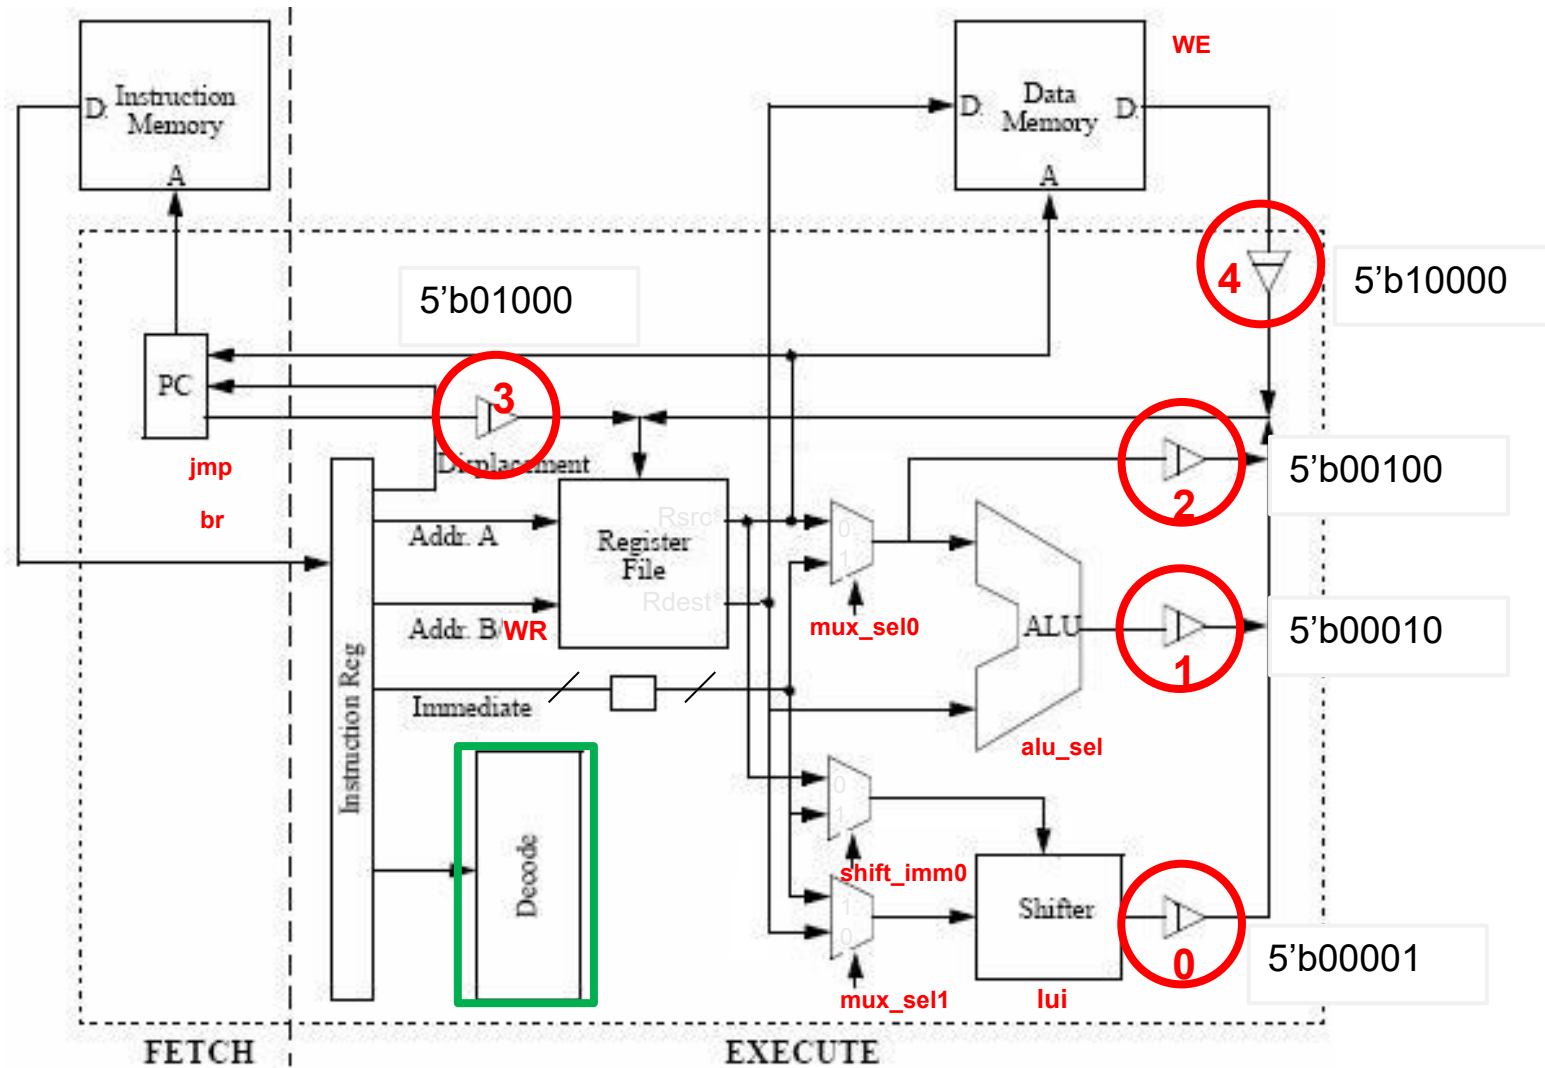 WE
D
Instruction
Memory
A
D
Data
Memory
D
A
4
5'b10000
5'b01000
PC
3
jmp
br
Displacement
2
5'b00100
Addr. A
Rsrc
Register
File
Rdest
0
1
mux_sel0
Addr. B/WR
ALU
1
5'b00010
Immediate
alu_sel
Instruction Reg
Decode
0
1
shift_imm0
1
0
mux_sel1
Shifter
lui
0
5'b00001
FETCH
EXECUTE